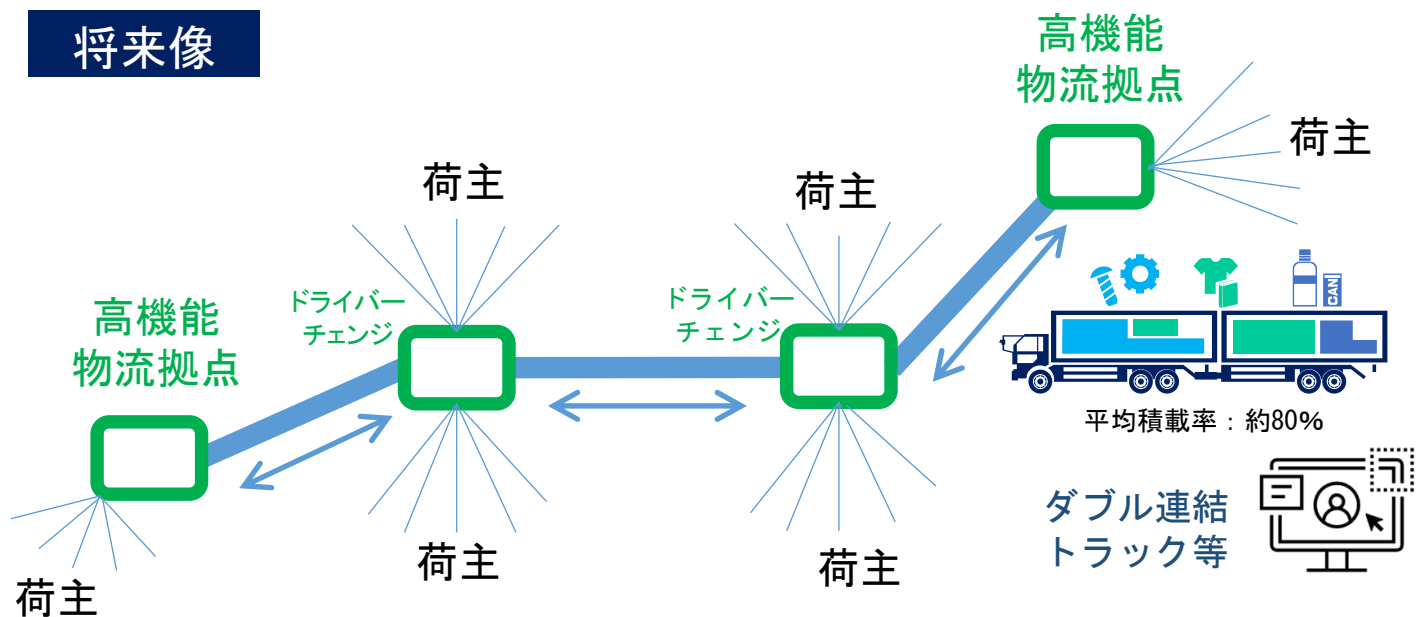 将来像
高機能
物流拠点
荷主
荷主
荷主
ドライバー
チェンジ
ドライバー
チェンジ
高機能
物流拠点
CAN
平均積載率：約80%
ダブル連結
トラック等
荷主
荷主
荷主